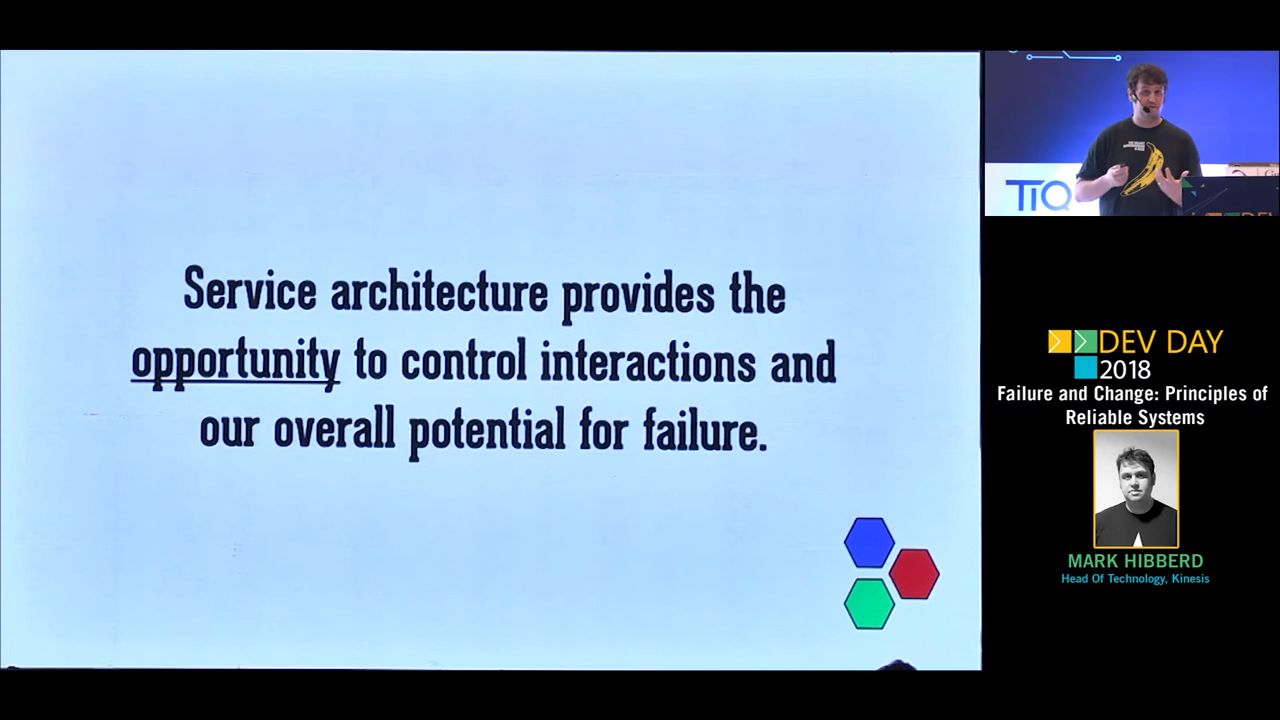 Service architecture provides the
opportunity to control interactions and
our overall potential for failure.
TiQ
DEV DAY
2018
Failure and Change: Principles of
Reliable Systems
MARK HIBBERD
Head Of Technology, Kinesis